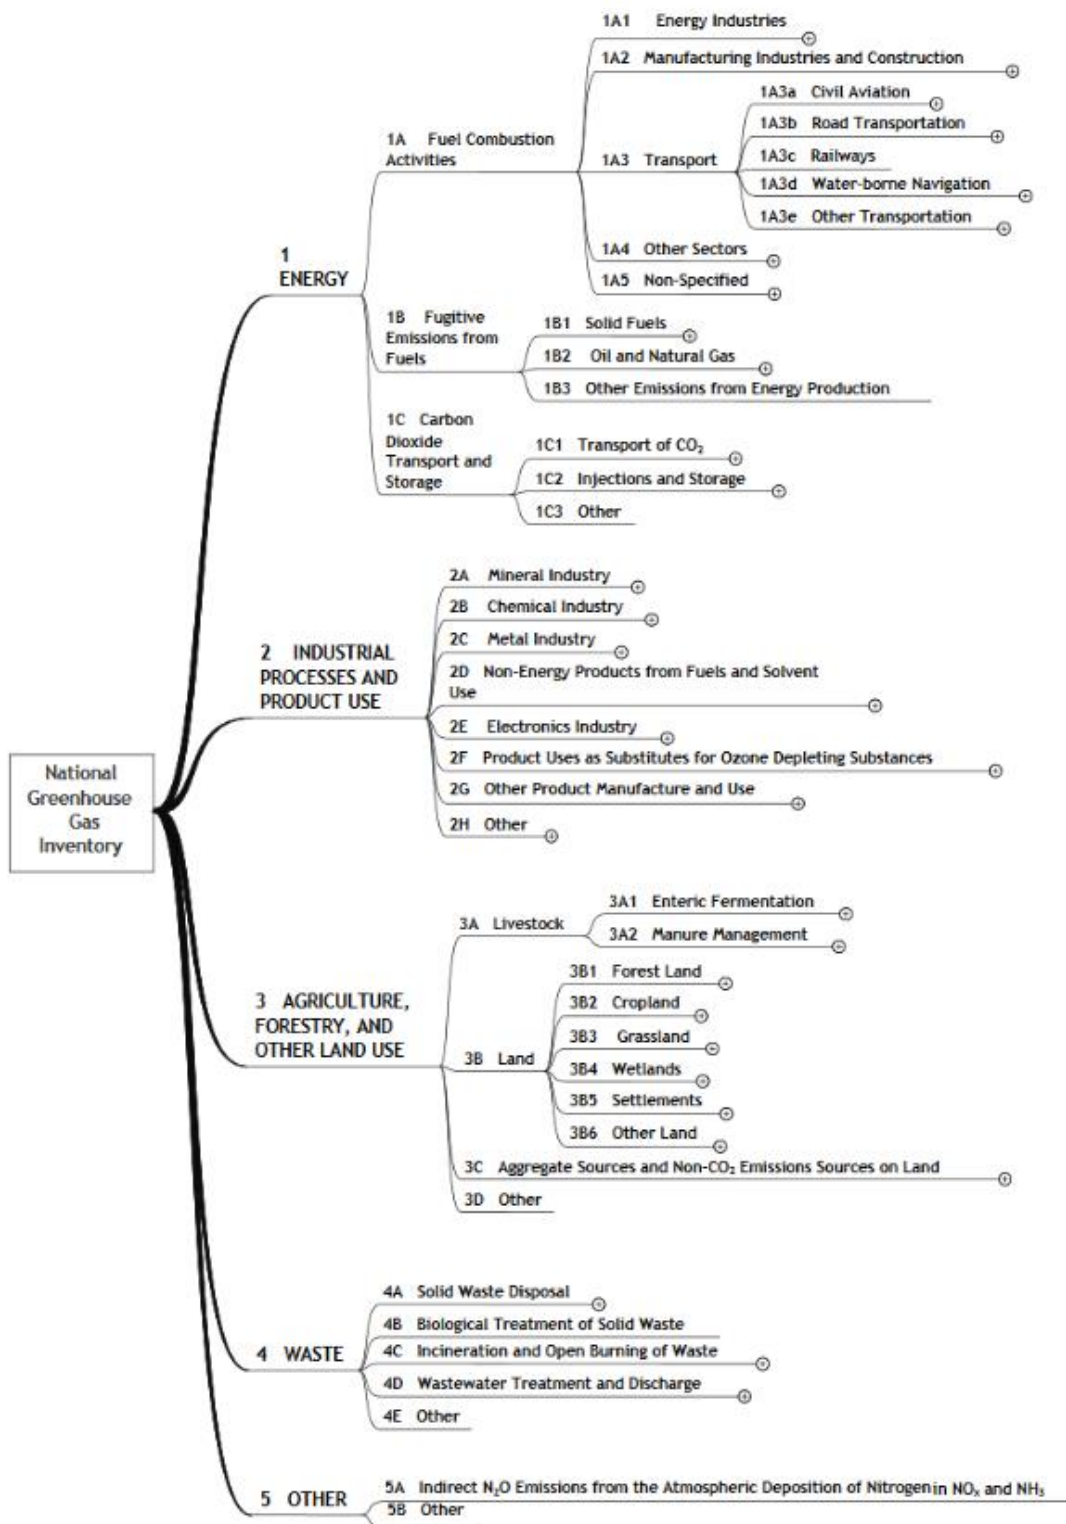 National
Greenhouse
Gas
Inventory
1
ENERGY
1A Fuel Combustion
Activities
1A1 Energy Industries
1A2 Manufacturing Industries and Construction
1A3 Transport
1A3a Civil Aviation
1A3b Road Transportation
1A3c Railways
1A3d Water-borne Navigation
1A3e Other Transportation
1A4 Other Sectors
1A5 Non-Specified
1B Fugitive
Emissions from
Fuels
1B1 Solid Fuels
1B2 Oil and Natural Gas
1B3 Other Emissions from Energy Production
1C Carbon
Dioxide
Transport and
Storage
1C1 Transport of CO₂
1C2 Injections and Storage
1C3 Other
2 INDUSTRIAL
PROCESSES AND
PRODUCT USE
2A Mineral Industry
2B Chemical Industry
2C Metal Industry
2D Non-Energy Products from Fuels and Solvent
Use
2E Electronics Industry
2F Product Uses as Substitutes for Ozone Depleting Substances
2G Other Product Manufacture and Use
2H Other
3 AGRICULTURE,
FORESTRY, AND
OTHER LAND USE
3A Livestock
3A1 Enteric Fermentation
3A2 Manure Management
3B Land
3B1 Forest Land
3B2 Cropland
3B3 Grassland
3B4 Wetlands
3B5 Settlements
3B6 Other Land
3C Aggregate Sources and Non-CO₂ Emissions Sources on Land
3D Other
4 WASTE
4A Solid Waste Disposal
4B Biological Treatment of Solid Waste
4C Incineration and Open Burning of Waste
4D Wastewater Treatment and Discharge
4E Other
5 OTHER
5A Indirect N₂O Emissions from the Atmospheric Deposition of Nitrogen in NOₓ and NH₃
5B Other